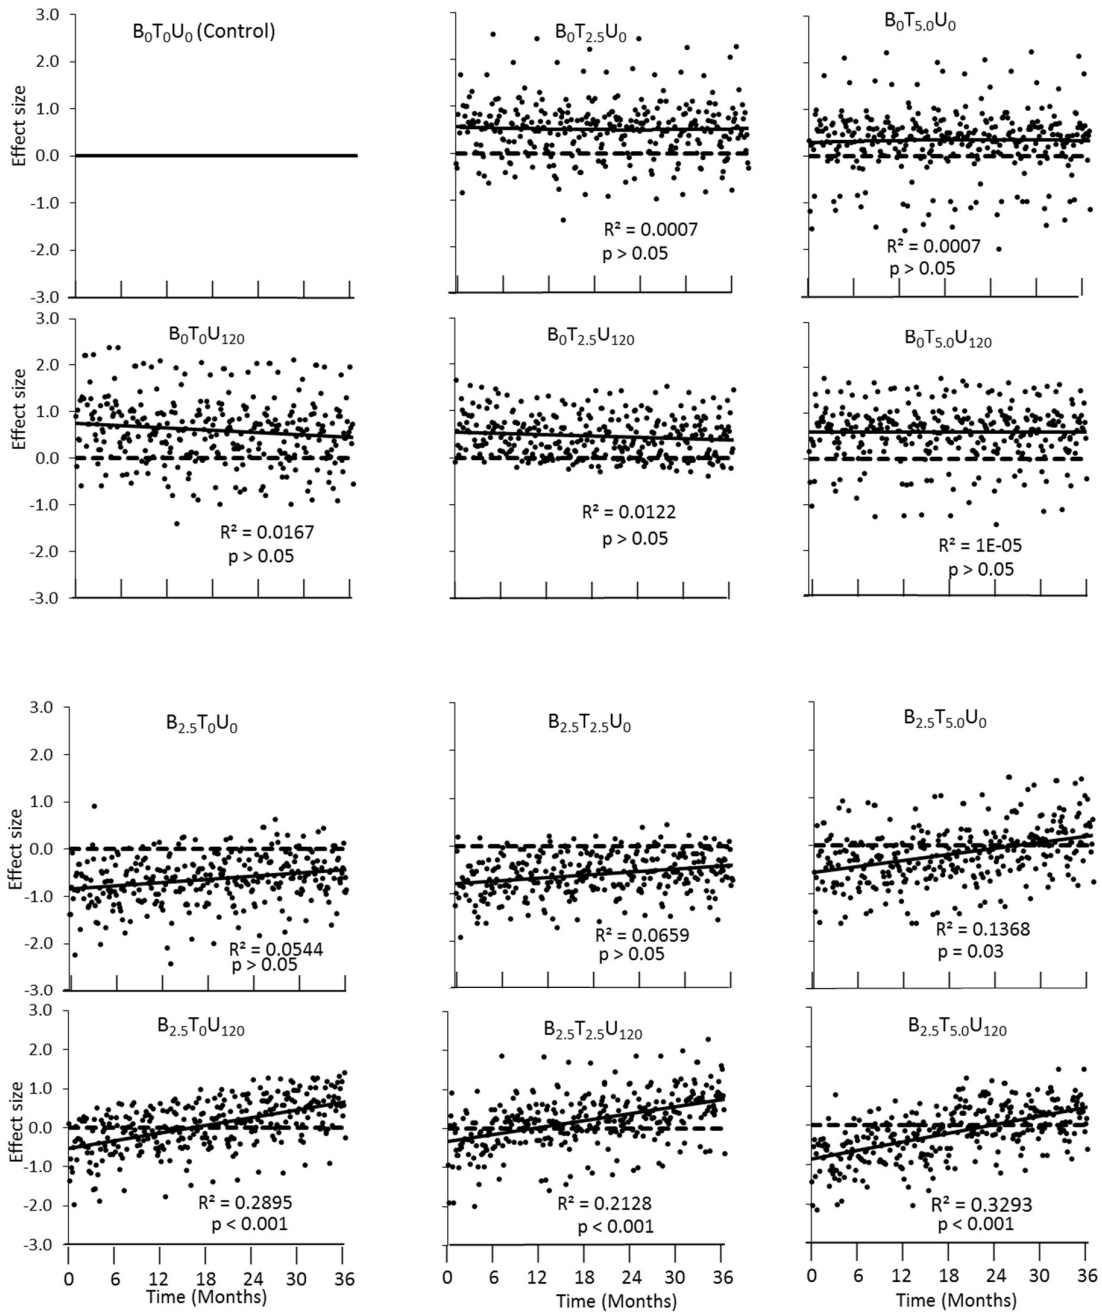 B₀T₀U₀ (Control)
3.0
2.0
1.0
0.0
-1.0
-2.0
-3.0
Effect size
B₀T₂.₅U₀
R² = 0.0007
p > 0.05
B₀T₅.₀U₀
R² = 0.0007
p > 0.05
B₀T₀U₁₂₀
3.0
2.0
1.0
0.0
-1.0
-2.0
-3.0
Effect size
R² = 0.0167
p > 0.05
B₀T₂.₅U₁₂₀
R² = 0.0122
p > 0.05
B₀T₅.₀U₁₂₀
R² = 1E-05
p > 0.05
B₂.₅T₀U₀
3.0
2.0
1.0
0.0
-1.0
-2.0
-3.0
Effect size
R² = 0.0544
p > 0.05
B₂.₅T₂.₅U₀
R² = 0.0659
p > 0.05
B₂.₅T₅.₀U₀
R² = 0.1368
p = 0.03
B₂.₅T₀U₁₂₀
3.0
2.0
1.0
0.0
-1.0
-2.0
-3.0
Effect size
R² = 0.2895
p < 0.001
0 6 12 18 24 30 36
Time (Months)
B₂.₅T₂.₅U₁₂₀
R² = 0.2128
p < 0.001
0 6 12 18 24 30 36
Time (Months)
B₂.₅T₅.₀U₁₂₀
R² = 0.3293
p < 0.001
0 6 12 18 24 30 36
Time (Months)